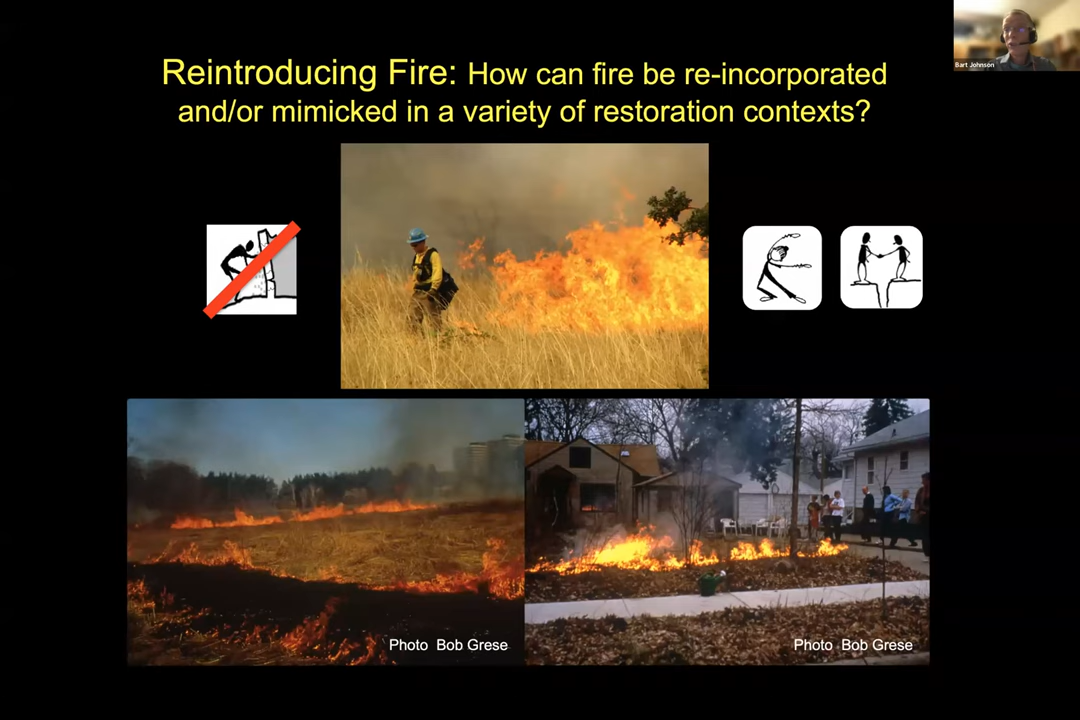 Bart Johnson
Reintroducing Fire: How can fire be re-incorporated
and/or mimicked in a variety of restoration contexts?
Photo Bob Grese
Photo Bob Grese